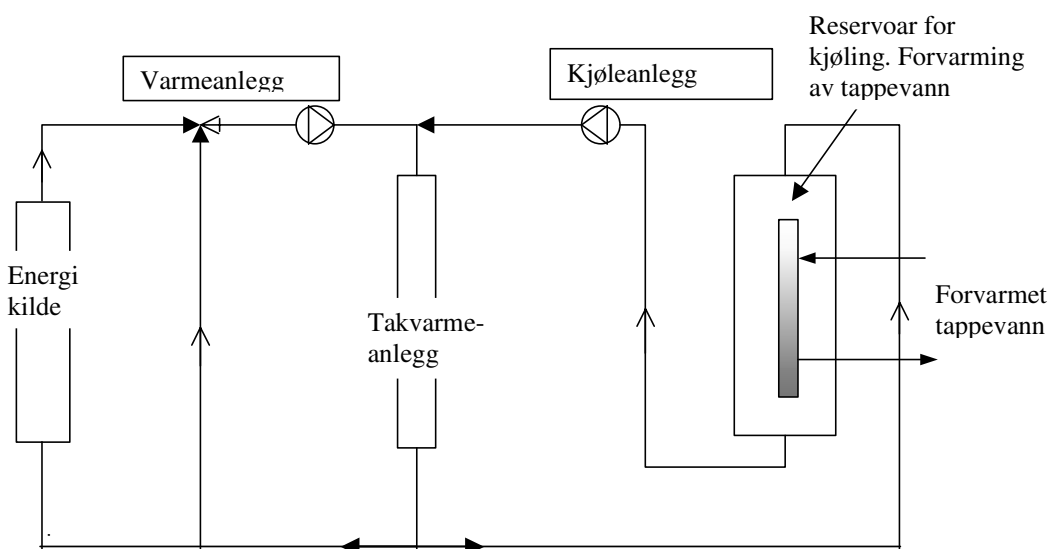 Reservoar for
kjøling. Forvarming
av tappevann
Varmeanlegg
Kjøleanlegg
Energi
kilde
Takvarme-
anlegg
Forvarmet
tappevann